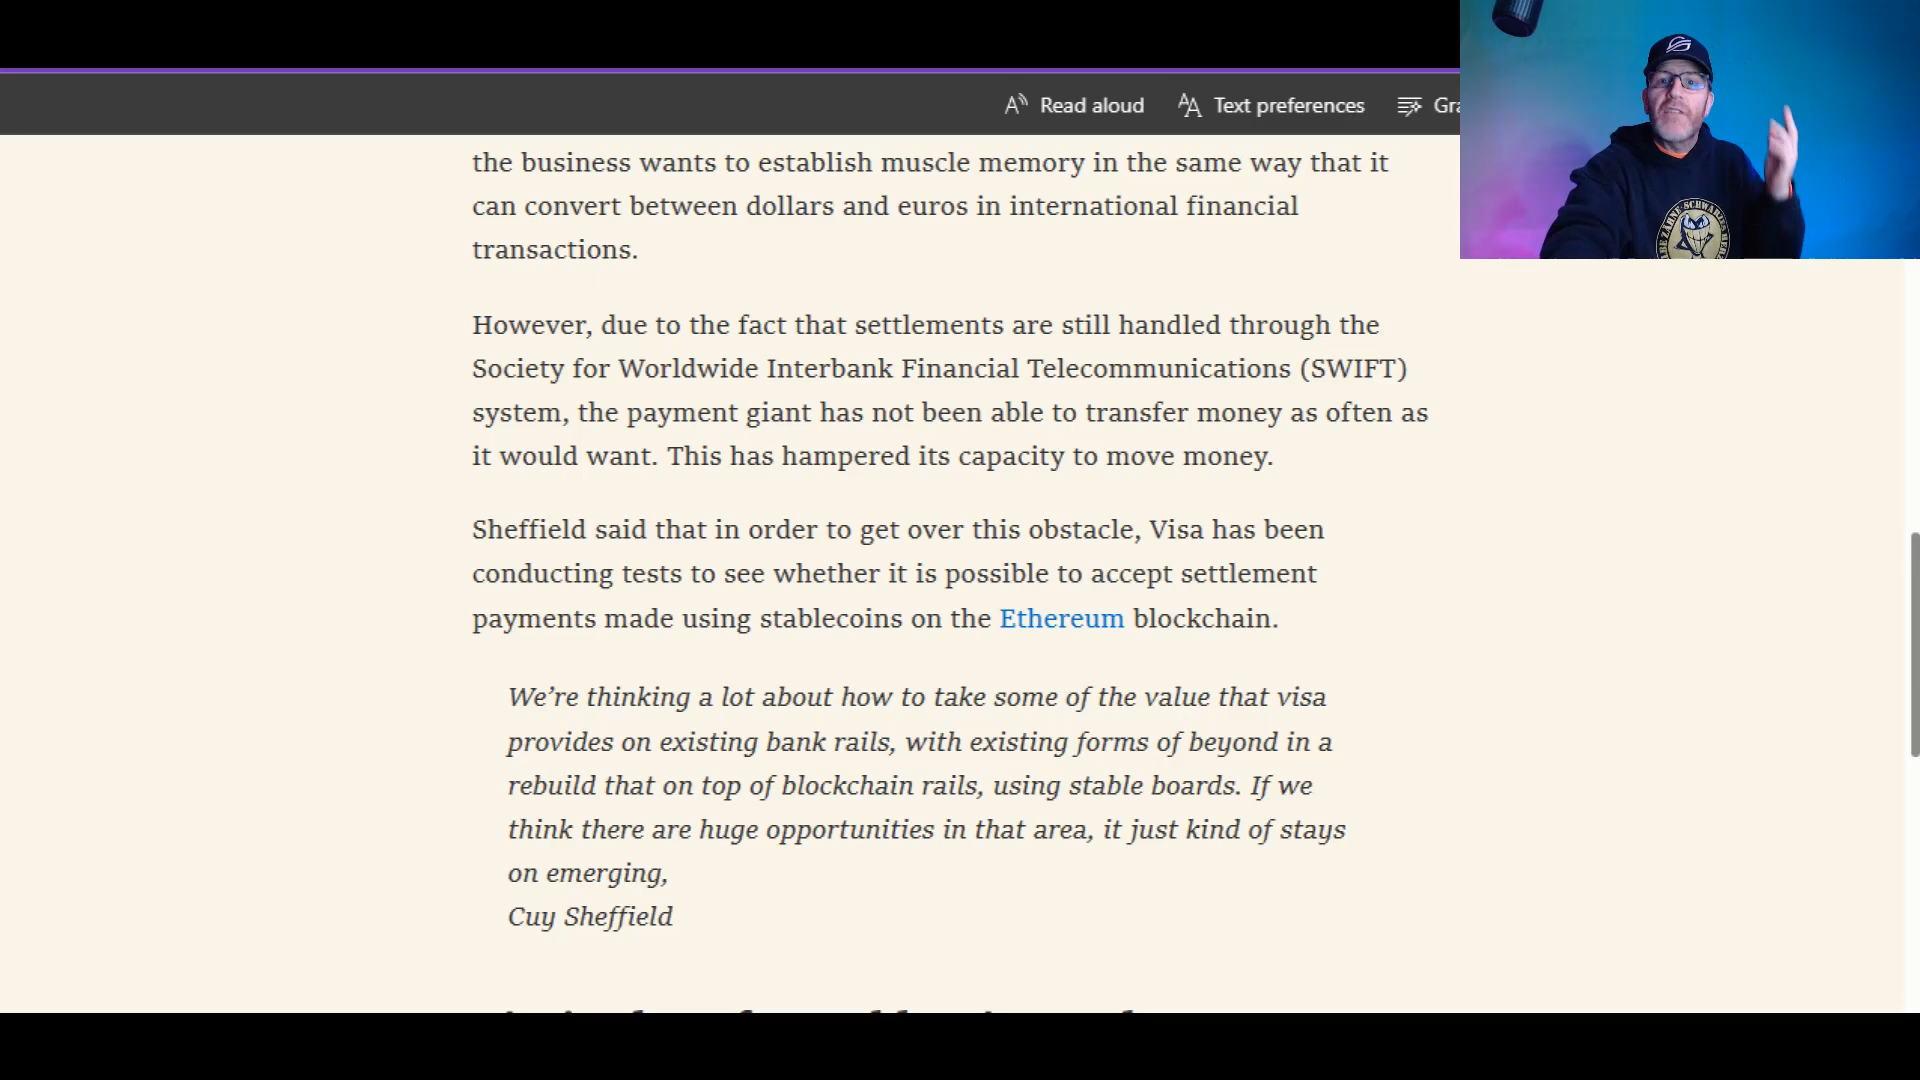 Read aloud
Text preferences
Gra
the business wants to establish muscle memory in the same way that it
can convert between dollars and euros in international financial
transactions.
However, due to the fact that settlements are still handled through the
Society for Worldwide Interbank Financial Telecommunications (SWIFT)
system, the payment giant has not been able to transfer money as often as
it would want. This has hampered its capacity to move money.
Sheffield said that in order to get over this obstacle, Visa has been
conducting tests to see whether it is possible to accept settlement
payments made using stablecoins on the Ethereum blockchain.
We’re thinking a lot about how to take some of the value that visa
provides on existing bank rails, with existing forms of beyond in a
rebuild that on top of blockchain rails, using stable boards. If we
think there are huge opportunities in that area, it just kind of stays
on emerging,
Cuy Sheffield